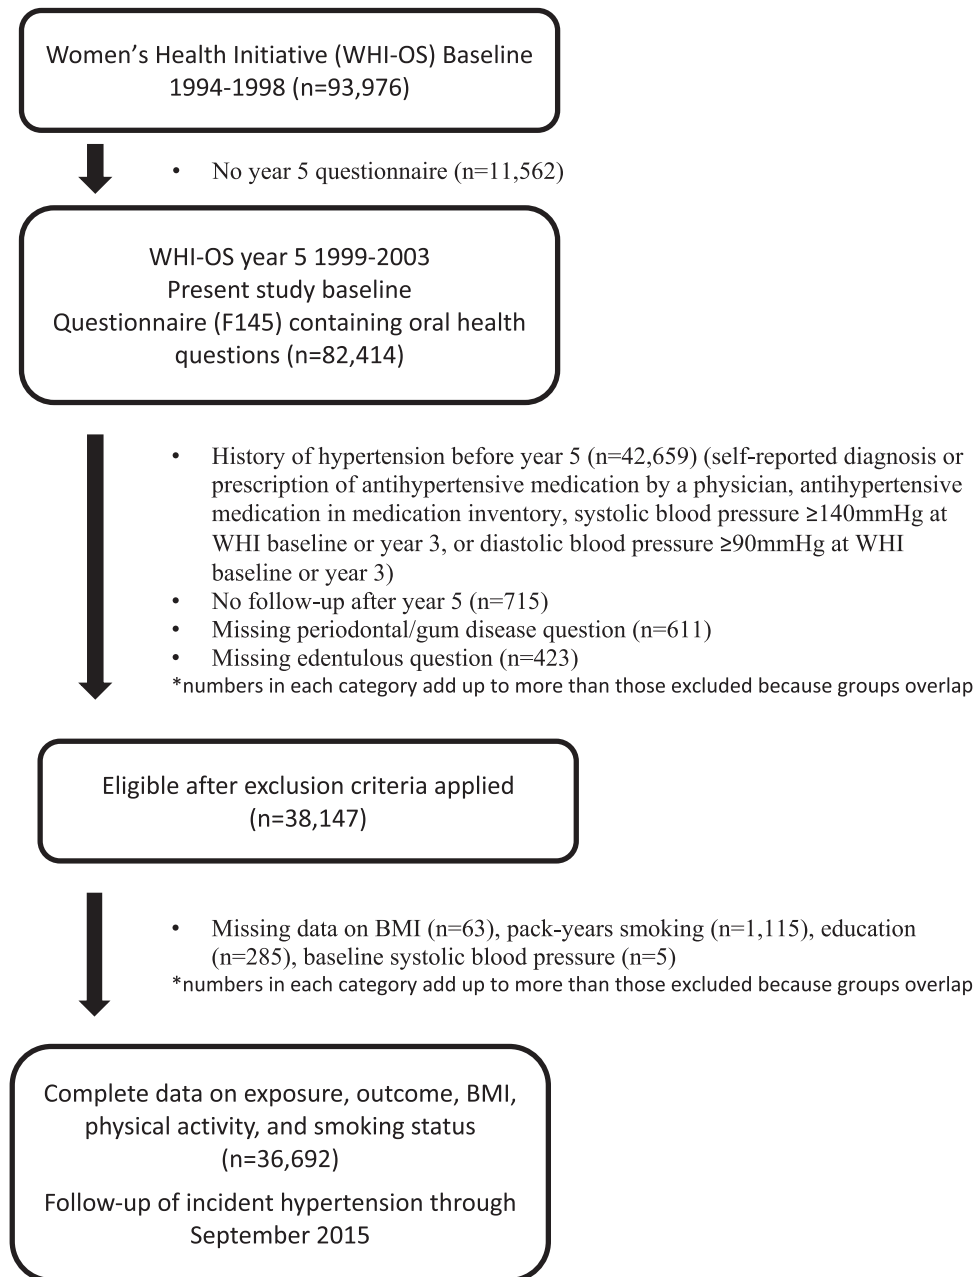 Women’s Health Initiative (WHI-OS) Baseline
1994-1998 (n=93,976)
• No year 5 questionnaire (n=11,562)
WHI-OS year 5 1999-2003
Present study baseline
Questionnaire (F145) containing oral health
questions (n=82,414)
• History of hypertension before year 5 (n=42,659) (self-reported diagnosis or
prescription of antihypertensive medication by a physician, antihypertensive
medication in medication inventory, systolic blood pressure ≥140mmHg at
WHI baseline or year 3, or diastolic blood pressure ≥90mmHg at WHI
baseline or year 3)
• No follow-up after year 5 (n=715)
• Missing periodontal/gum disease question (n=611)
• Missing edentulous question (n=423)
*numbers in each category add up to more than those excluded because groups overlap
Eligible after exclusion criteria applied
(n=38,147)
• Missing data on BMI (n=63), pack-years smoking (n=1,115), education
(n=285), baseline systolic blood pressure (n=5)
*numbers in each category add up to more than those excluded because groups overlap
Complete data on exposure, outcome, BMI,
physical activity, and smoking status
(n=36,692)
Follow-up of incident hypertension through
September 2015